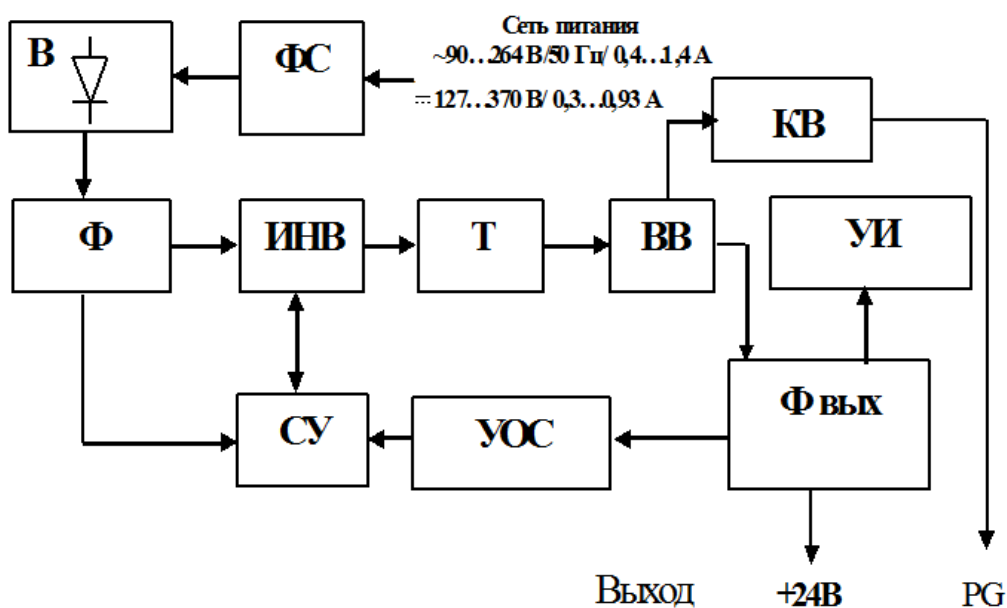 Сеть питания
~90…264 В/50 Гц/ 0,4…1,4 А
⎓127…370 В/ 0,3…0,93 А
В
ФС
КВ
Ф
ИНВ
Т
ВВ
УИ
СУ
УОС
Ф вых
Выход +24В PG